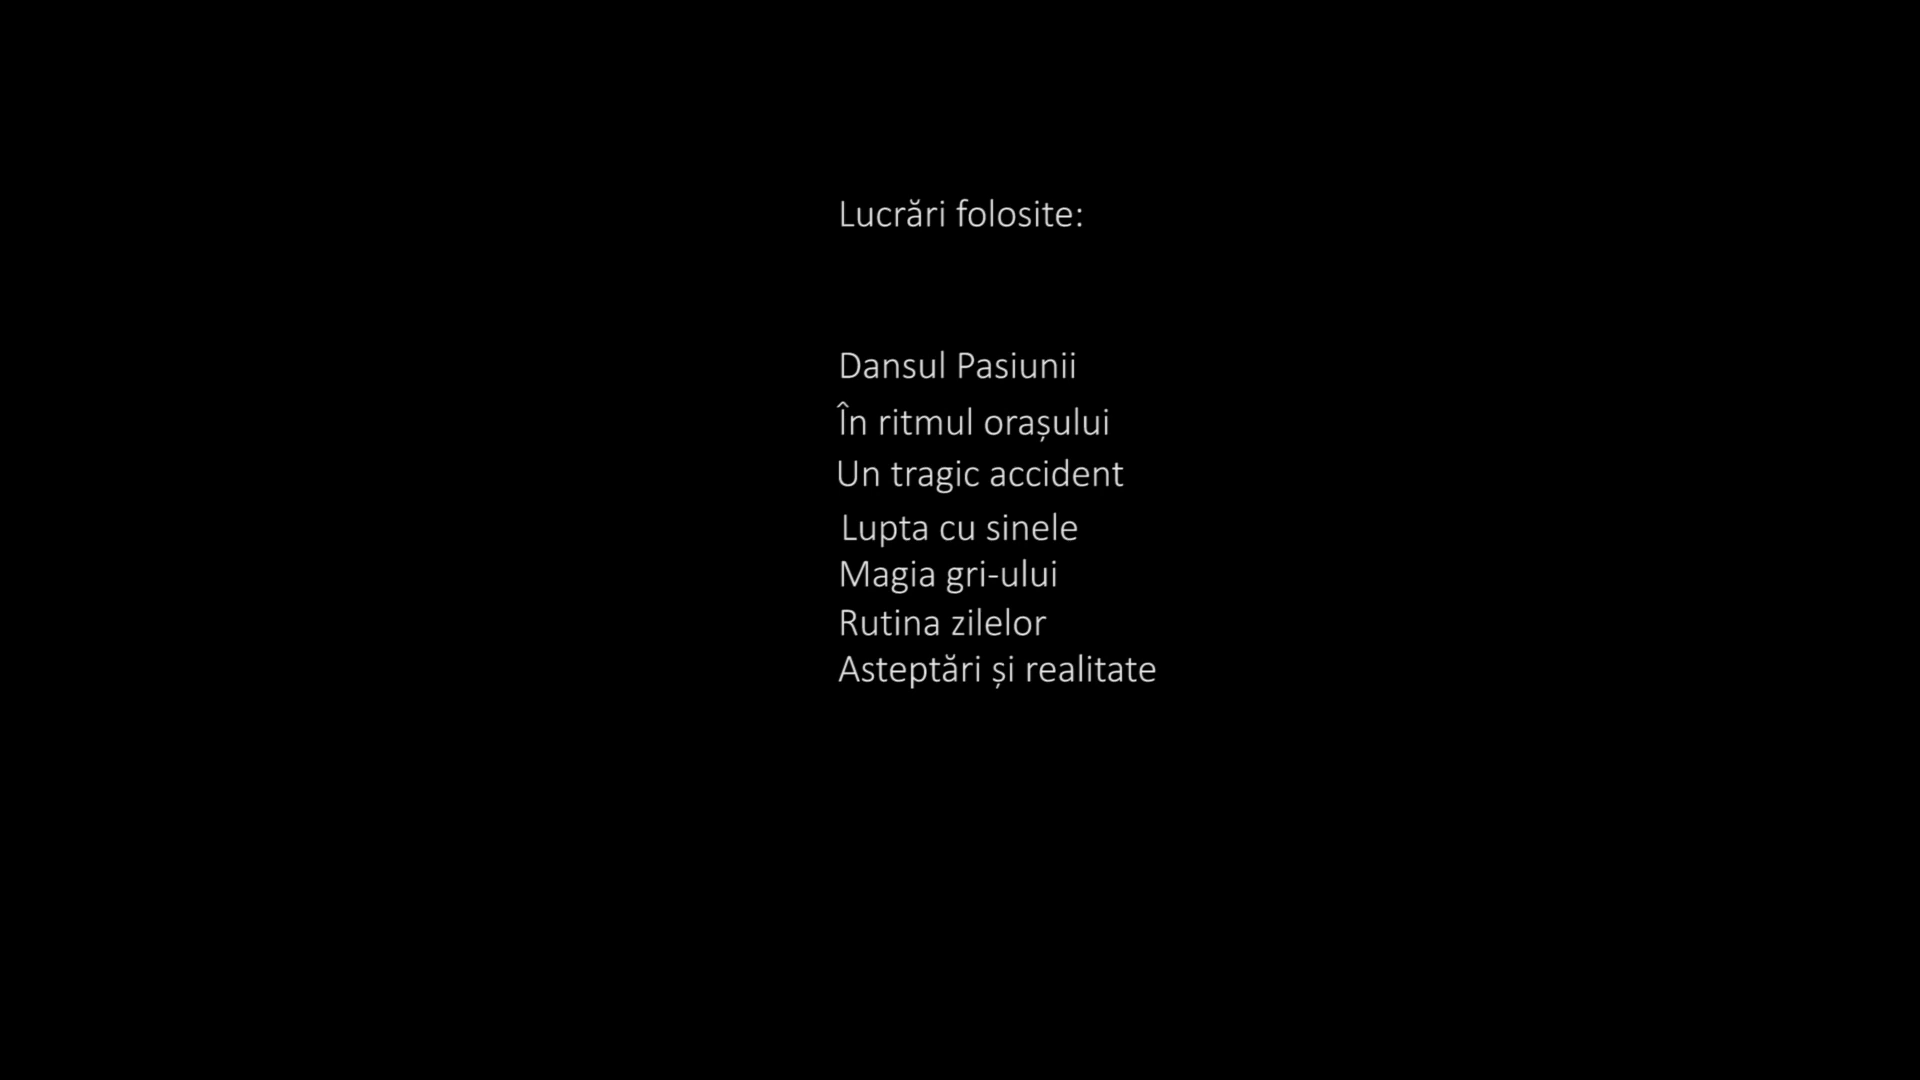 Lucrări folosite:
Dansul Pasiunii
În ritmul orașului
Un tragic accident
Lupta cu sinele
Magia gri-ului
Rutina zilelor
Asteptări și realitate